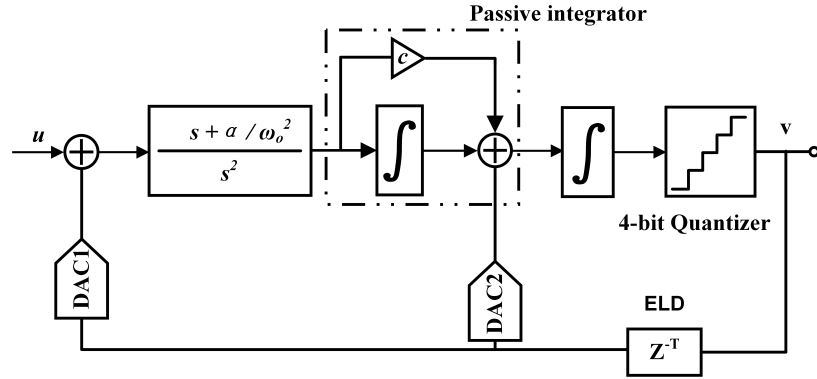 Passive integrator
c
u
s + α / ωo²
s²
∫
∫
v
4-bit Quantizer
DAC1
DAC2
ELD
Z⁻ᵀ